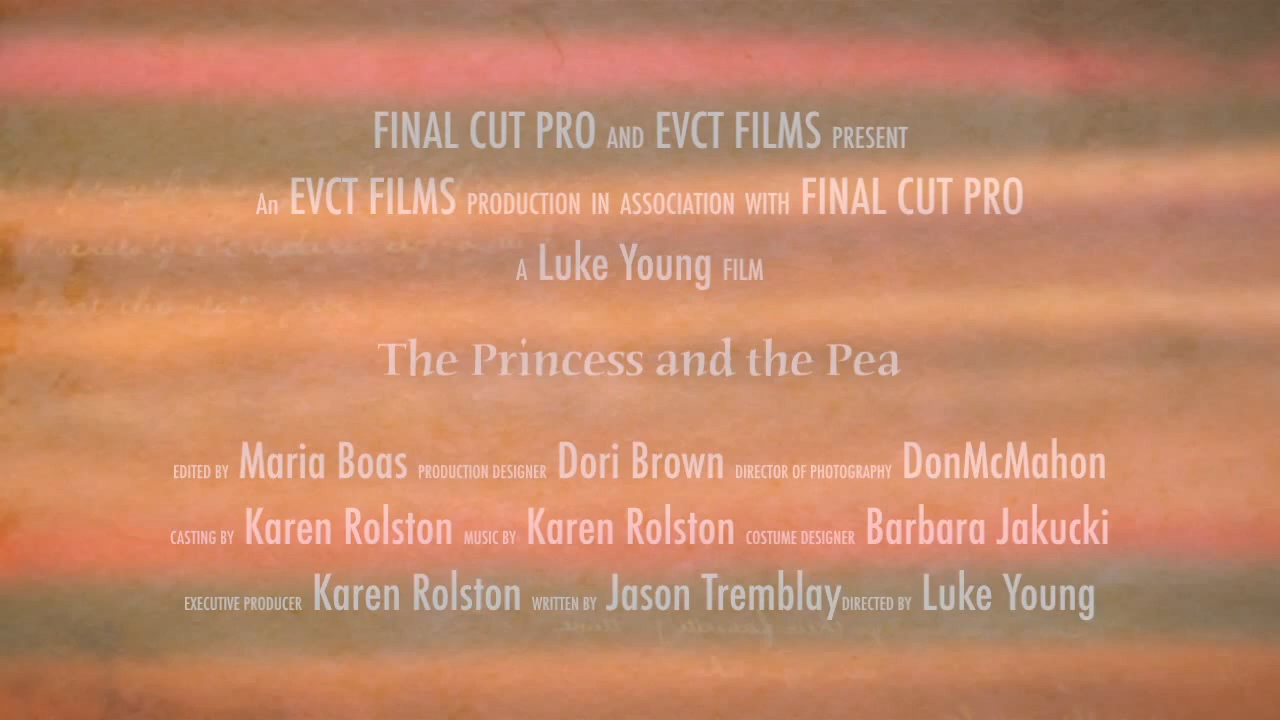 FINAL CUT PRO AND EVCT FILMS PRESENT
An EVCT FILMS PRODUCTION IN ASSOCIATION WITH FINAL CUT PRO
A Luke Young FILM
The Princess and the Pea
EDITED BY Maria Boas PRODUCTION DESIGNER Dori Brown DIRECTOR OF PHOTOGRAPHY DonMcMahon
CASTING BY Karen Rolston MUSIC BY Karen Rolston COSTUME DESIGNER Barbara Jakucki
EXECUTIVE PRODUCER Karen Rolston WRITTEN BY Jason TremblayDIRECTED BY Luke Young